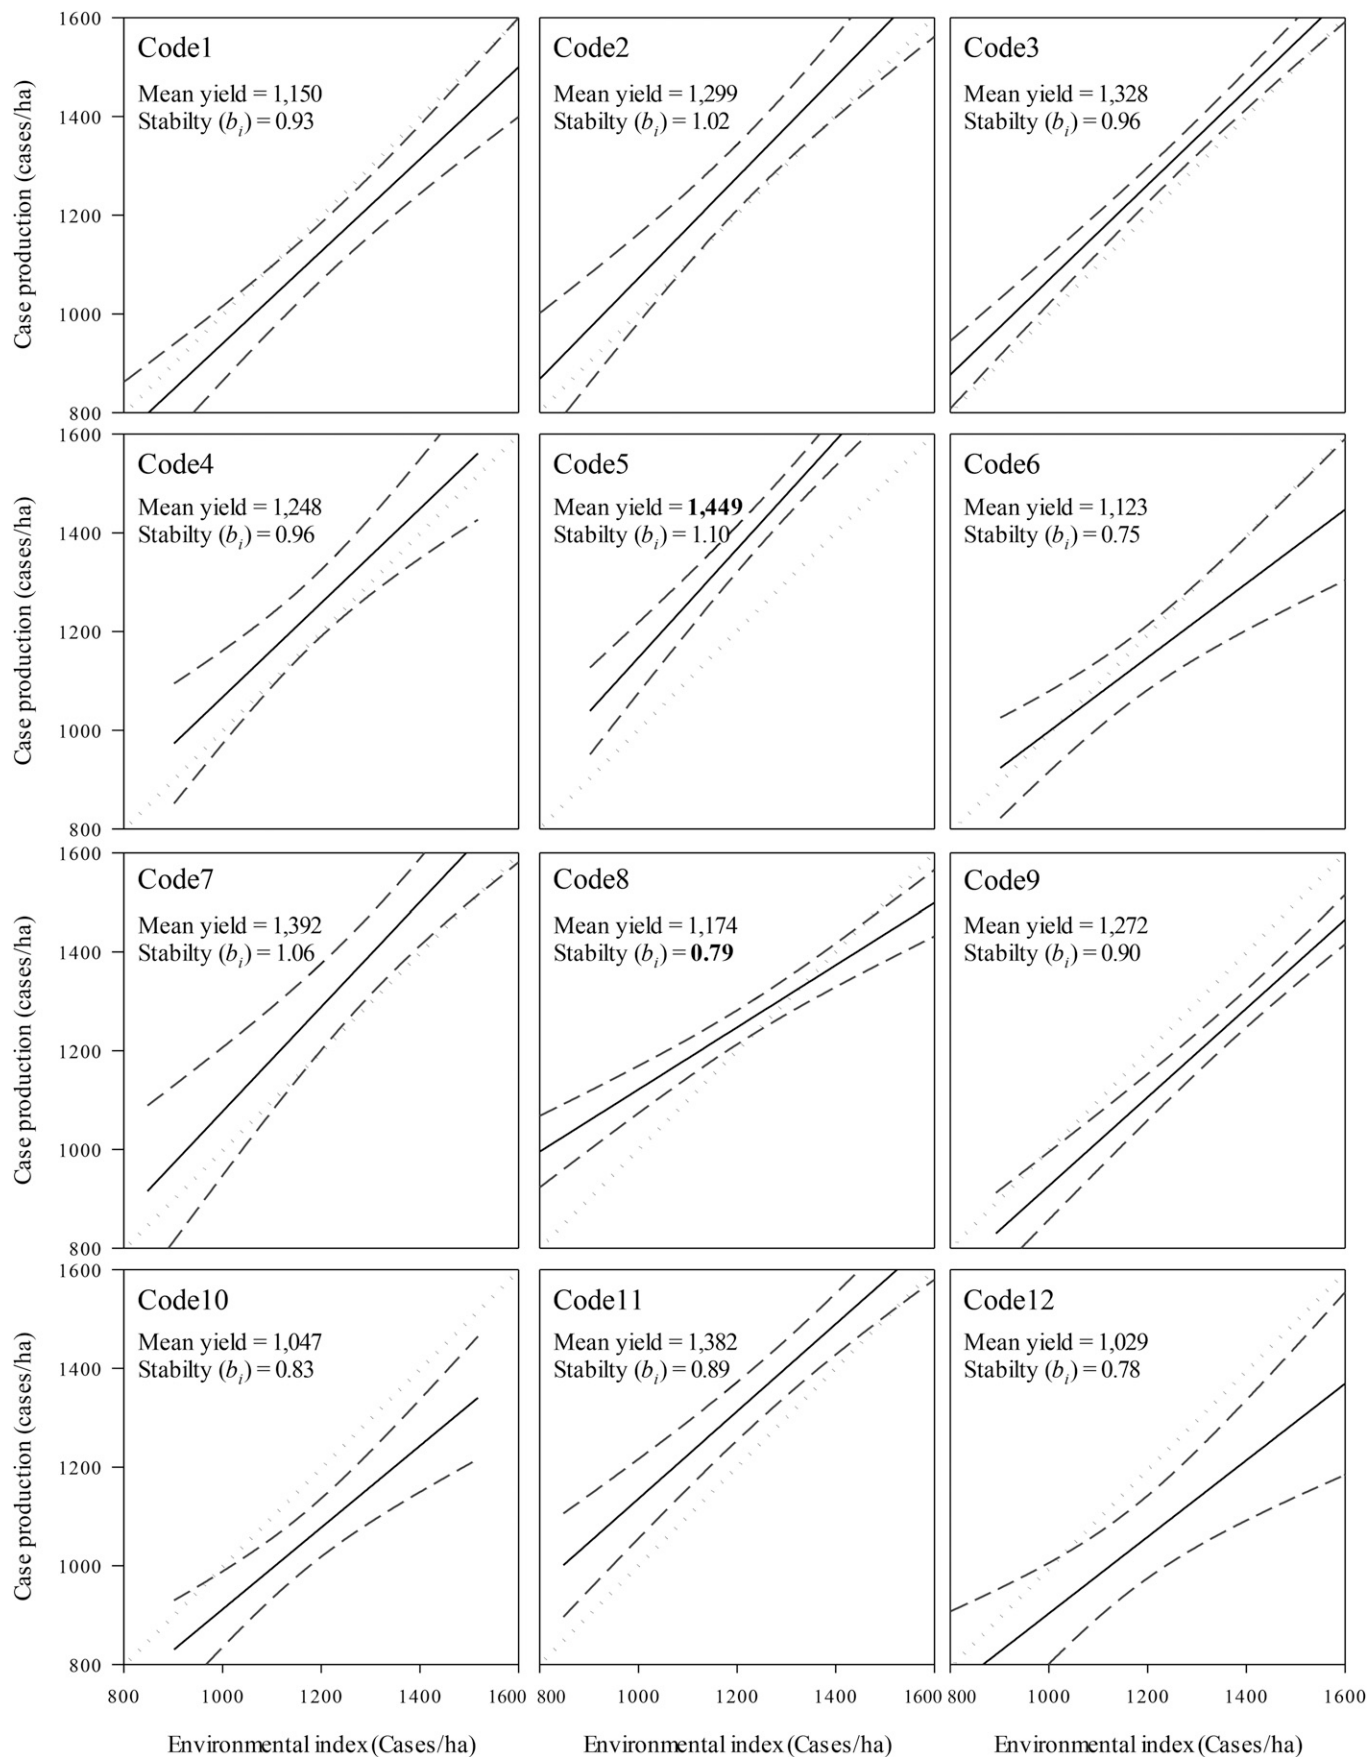 1600
1400
1200
1000
800
Case production (cases/ha)
Code1
Mean yield = 1,150
Stabilty (bᵢ) = 0.93
Code2
Mean yield = 1,299
Stabilty (bᵢ) = 1.02
Code3
Mean yield = 1,328
Stabilty (bᵢ) = 0.96
1600
1400
1200
1000
800
Case production (cases/ha)
Code4
Mean yield = 1,248
Stabilty (bᵢ) = 0.96
Code5
Mean yield = 1,449
Stabilty (bᵢ) = 1.10
Code6
Mean yield = 1,123
Stabilty (bᵢ) = 0.75
1600
1400
1200
1000
800
Case production (cases/ha)
Code7
Mean yield = 1,392
Stabilty (bᵢ) = 1.06
Code8
Mean yield = 1,174
Stabilty (bᵢ) = 0.79
Code9
Mean yield = 1,272
Stabilty (bᵢ) = 0.90
1600
1400
1200
1000
800
Case production (cases/ha)
Code10
Mean yield = 1,047
Stabilty (bᵢ) = 0.83
Code11
Mean yield = 1,382
Stabilty (bᵢ) = 0.89
Code12
Mean yield = 1,029
Stabilty (bᵢ) = 0.78
800 1000 1200 1400 1600
800 1000 1200 1400 1600
800 1000 1200 1400 1600
Environmental index (Cases/ha)
Environmental index (Cases/ha)
Environmental index (Cases/ha)